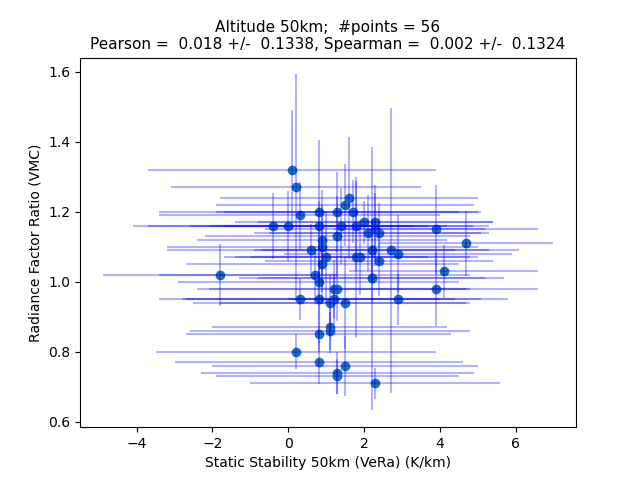 Altitude 50km;  #points = 56
Pearson =  0.018 +/-  0.1338, Spearman =  0.002 +/-  0.1324
1.6
1.4
1.2
1.0
0.8
0.6
Radiance Factor Ratio (VMC)
−4 −2 0 2 4 6
Static Stability 50km (VeRa) (K/km)